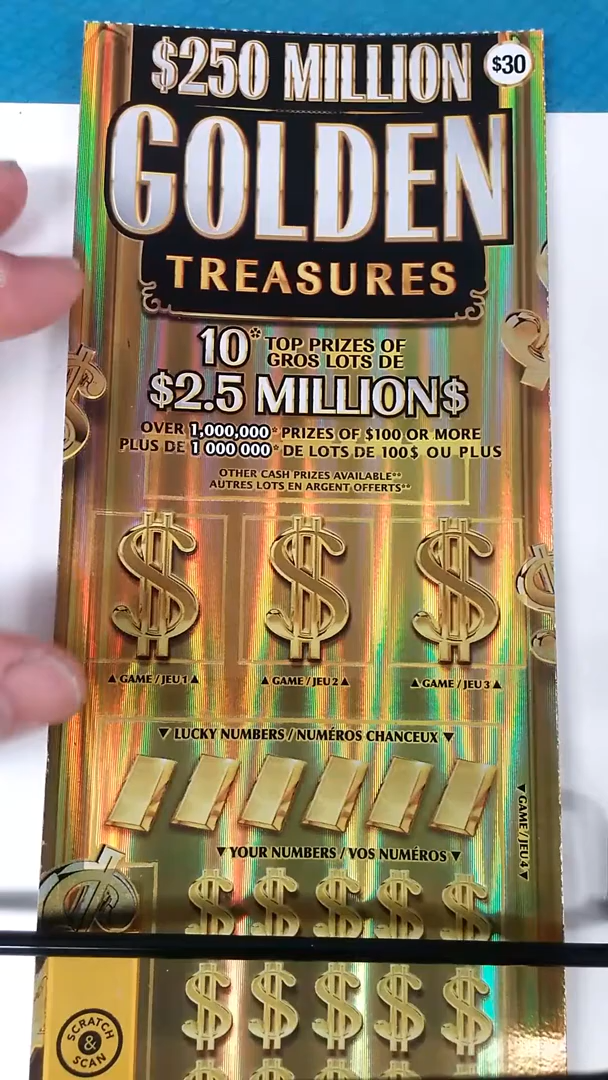 $250 MILLION
$30
GOLDEN
TREASURES
10* TOP PRIZES OF
GROS LOTS DE
$2.5 MILLION$
OVER 1,000,000* PRIZES OF $100 OR MORE
PLUS DE 1 000 000* DE LOTS DE 100$ OU PLUS
OTHER CASH PRIZES AVAILABLE**
AUTRES LOTS EN ARGENT OFFERTS**
▲ GAME / JEU 1 ▲
▲ GAME / JEU 2 ▲
▲ GAME / JEU 3 ▲
▼ LUCKY NUMBERS / NUMÉROS CHANCEUX ▼
▼ GAME / JEU 4 ▼
▼ YOUR NUMBERS / VOS NUMÉROS ▼
SCRATCH
&
SCAN